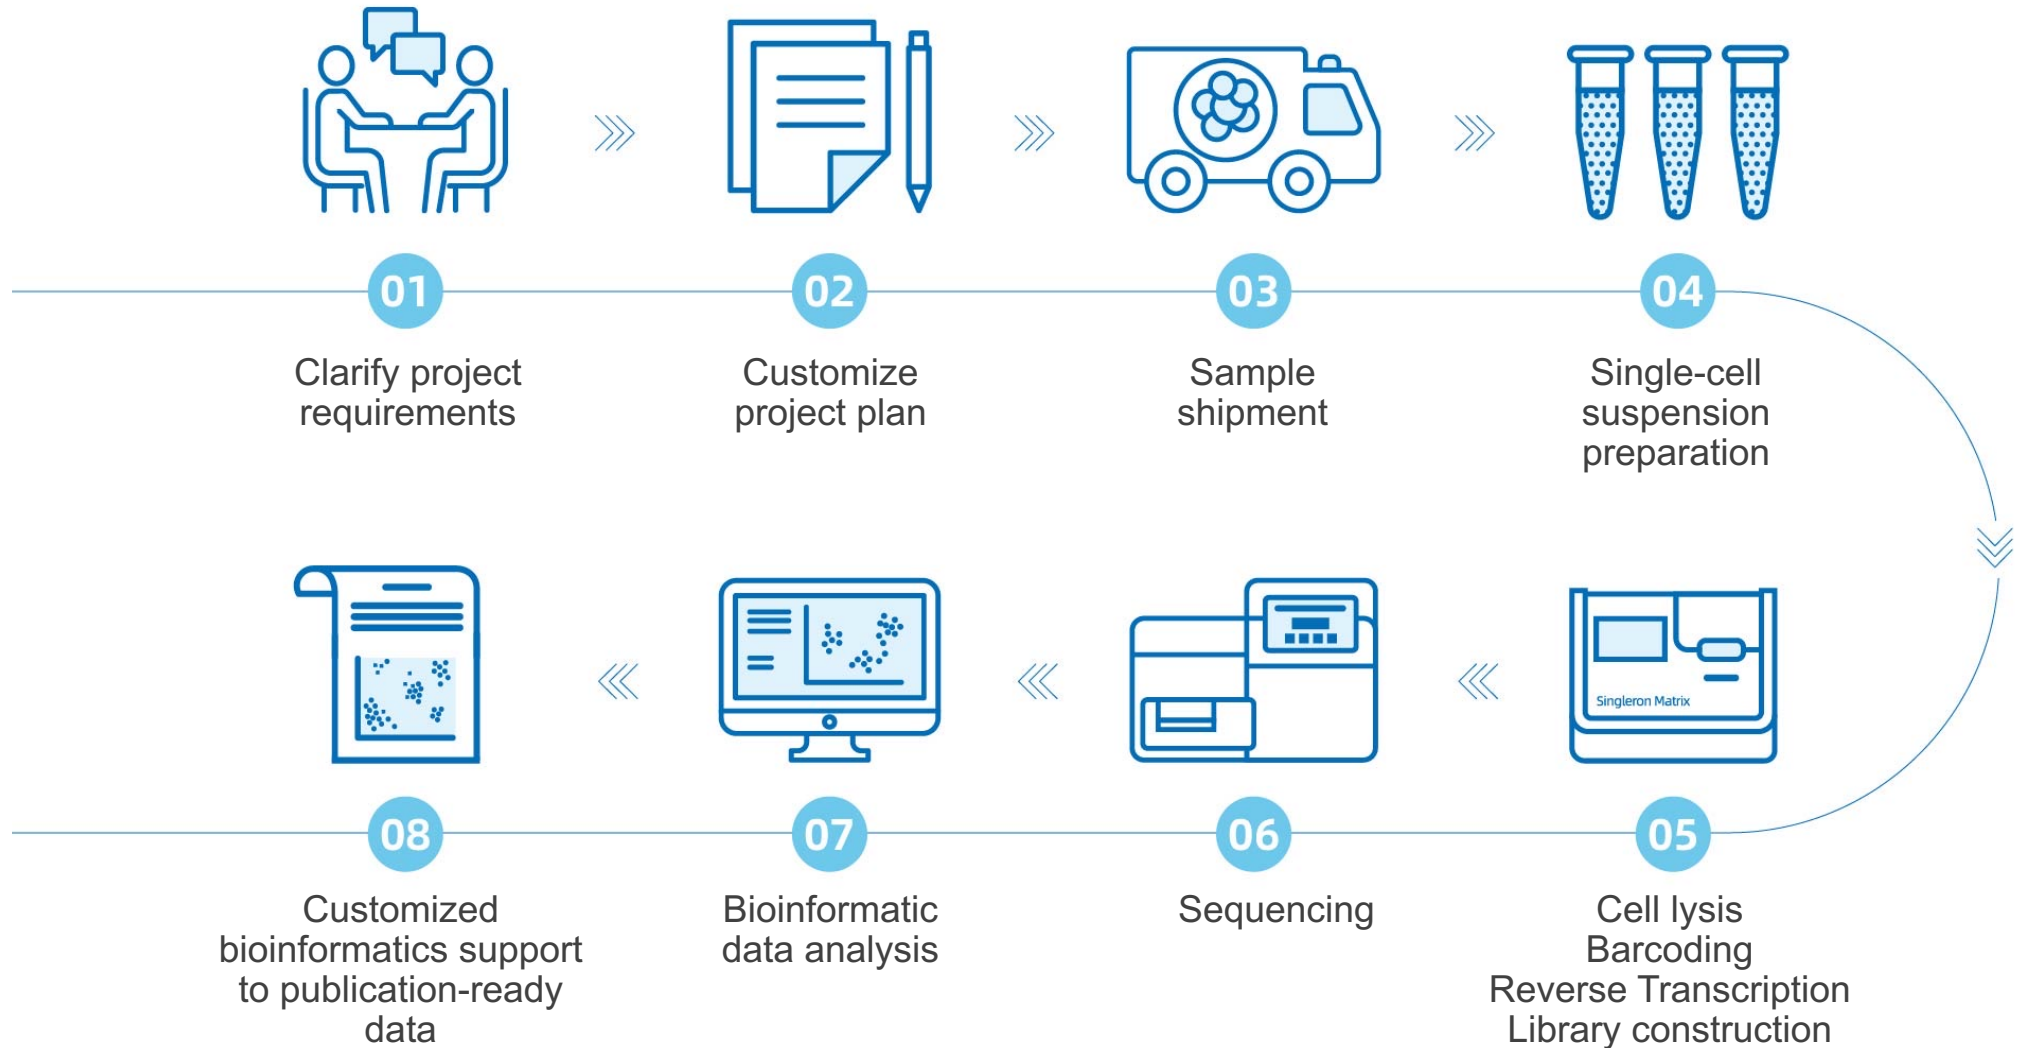 01
02
03
04
Clarify project
requirements
Customize
project plan
Sample
shipment
Single-cell
suspension
preparation
Singleron Matrix
05
06
07
08
Cell lysis
Barcoding
Reverse Transcription
Library construction
Sequencing
Bioinformatic
data analysis
Customized
bioinformatics support
to publication-ready
data